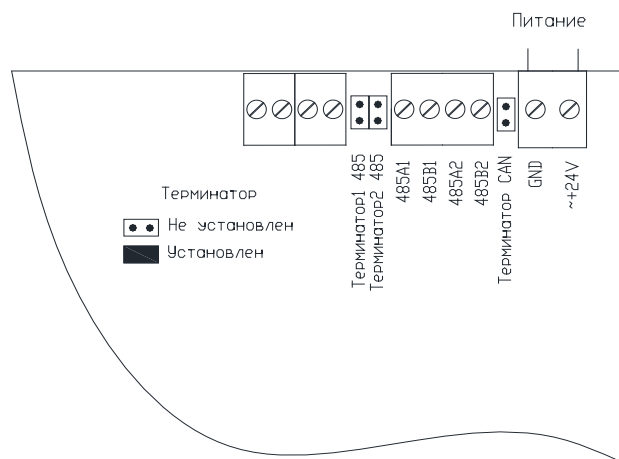 Питание
Терминатор1 485
Терминатор2 485
485A1
485B1
485A2
485B2
Терминатор CAN
GND
~+24V
Терминатор
Не установлен
Установлен